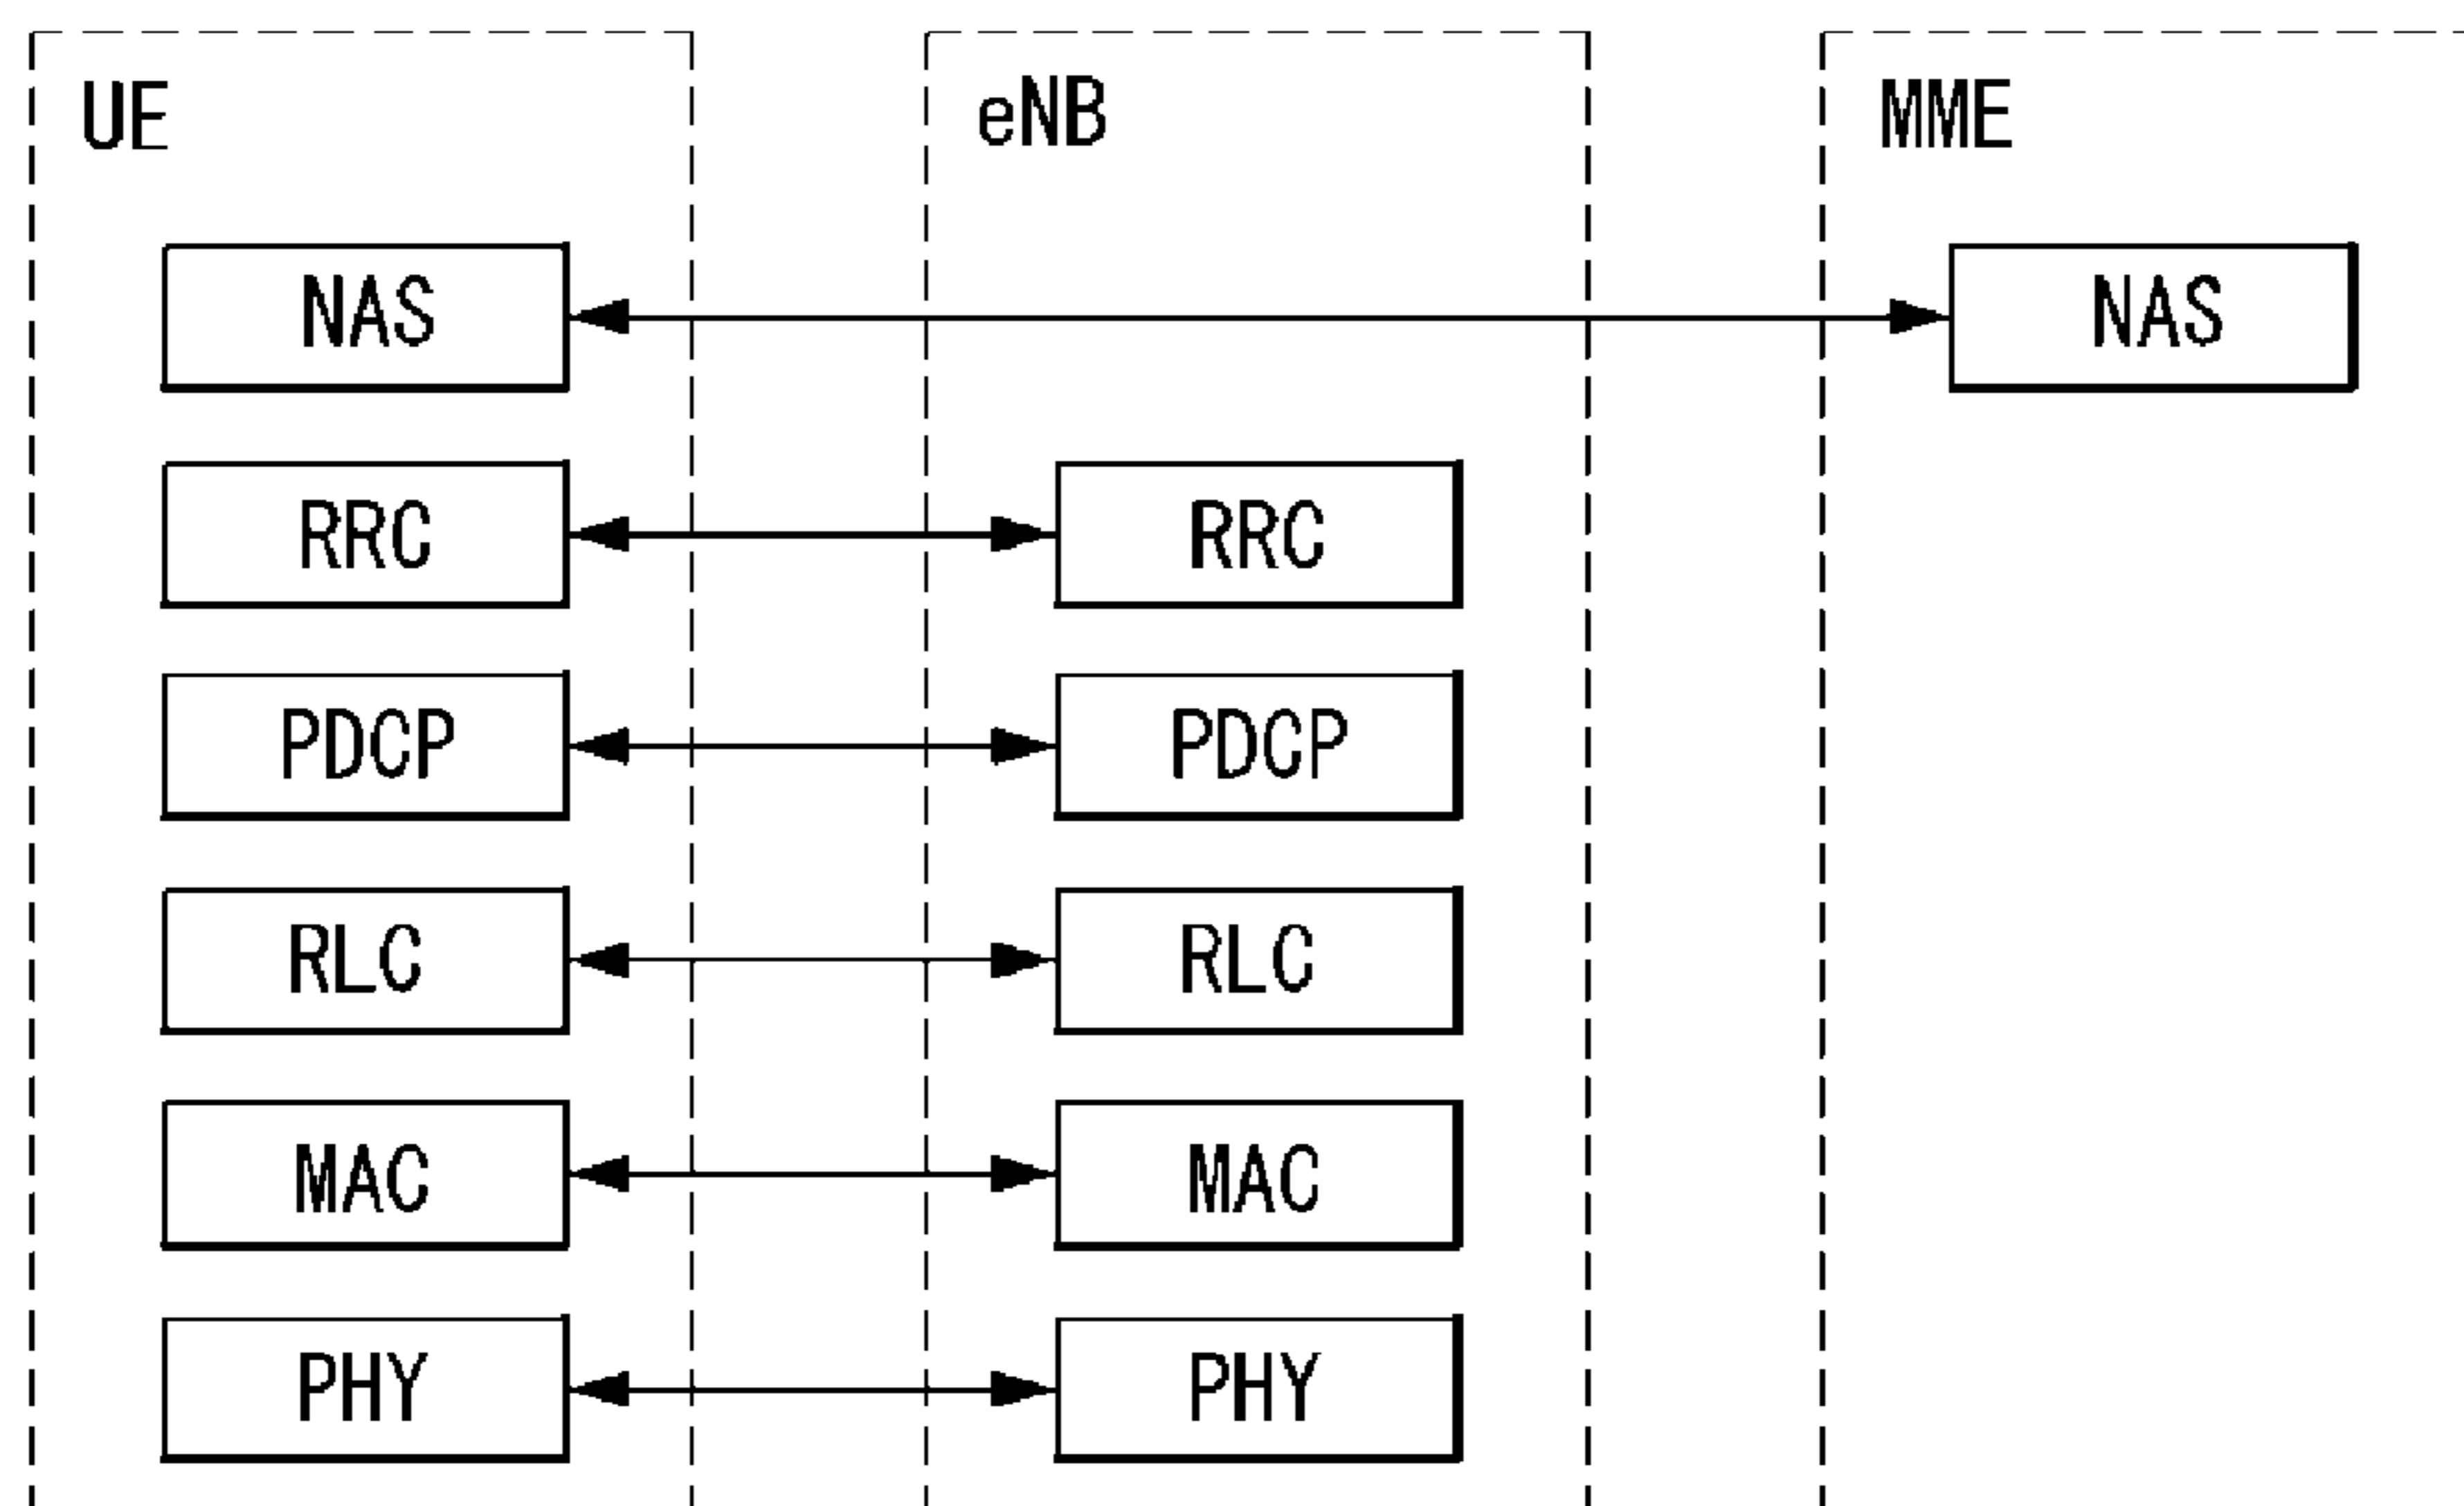 UE eNB MME
NAS NAS
RRC RRC
PDCP PDCP
RLC RLC
MAC MAC
PHY PHY